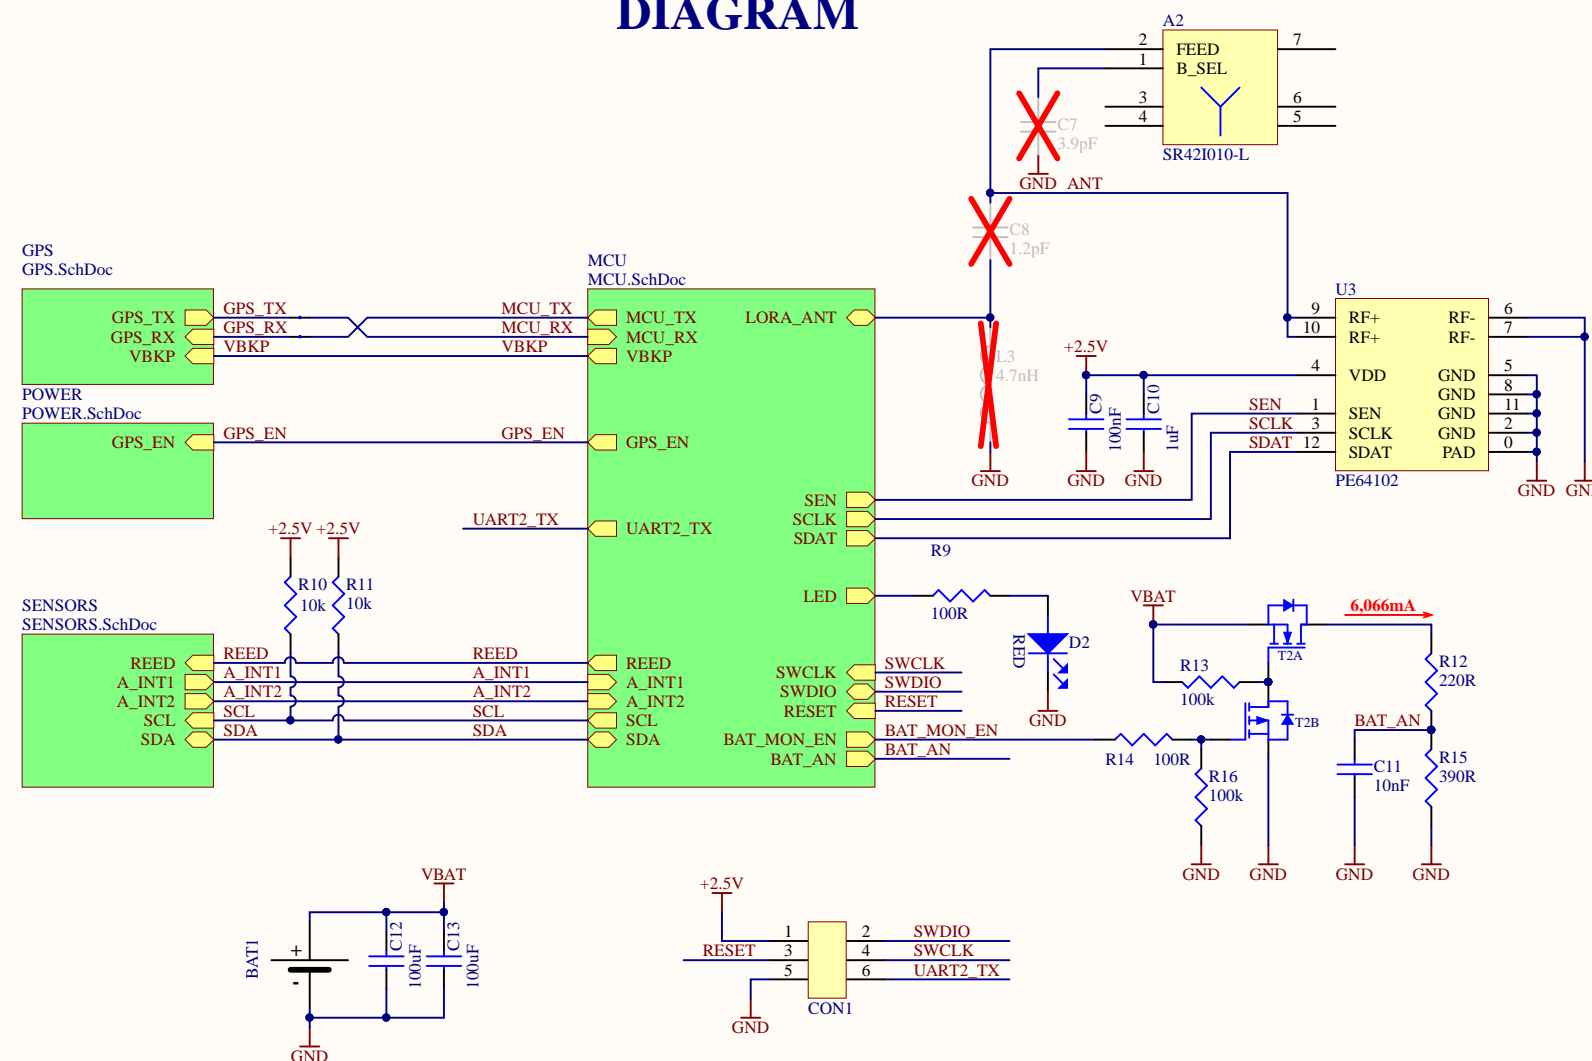 DIAGRAM
A2
2 FEED 7
1 B_SEL
3 6
4 5
SR42I010-L
C7
3.9pF
GND ANT
C8
1.2pF
GPS
GPS.SchDoc
GPS_TX GPS_TX
GPS_RX GPS_RX
VBKP VBKP
MCU
MCU.SchDoc
MCU_TX MCU_TX
MCU_RX MCU_RX
VBKP VBKP
LORA_ANT
L3
4.7nH
GND
+2.5V
C9
100nF
GND
C10
1uF
GND
U3
9 RF+ RF- 6
10 RF+ RF- 7
4 VDD GND 5
GND 8
SEN 1 SEN GND 11
SCLK 3 SCLK GND 2
SDAT 12 SDAT PAD 0
PE64102
GND
POWER
POWER.SchDoc
GPS_EN GPS_EN GPS_EN GPS_EN
SEN
SCLK
SDAT
UART2_TX UART2_TX
+2.5V +2.5V
R10
10k
R11
10k
SENSORS
SENSORS.SchDoc
REED REED REED REED
A_INT1 A_INT1 A_INT1 A_INT1
A_INT2 A_INT2 A_INT2 A_INT2
SCL SCL SCL SCL
SDA SDA SDA SDA
LED
R9
100R
RED
D2
GND
SWCLK SWCLK
SWDIO SWDIO
RESET RESET
BAT_MON_EN BAT_MON_EN
BAT_AN BAT_AN
VBAT
6,066mA
T2A
R13
100k
T2B
R14 100R
R16
100k
GND
GND
R12
220R
BAT_AN
C11
10nF
GND
R15
390R
GND
VBAT
BAT1
+
-
C12
100uF
C13
100uF
GND
+2.5V
1 2 SWDIO
RESET 3 4 SWCLK
5 6 UART2_TX
CON1
GND